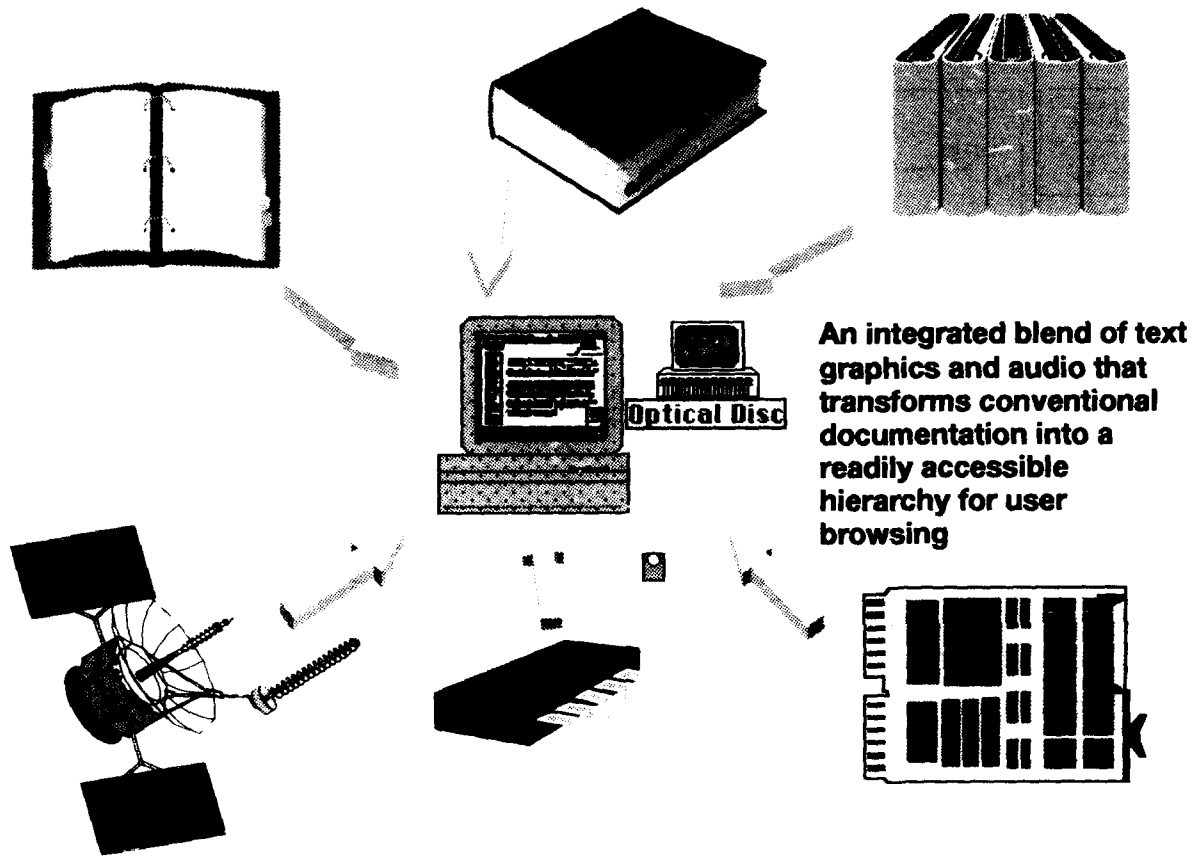 Optical Disc
An integrated blend of text
graphics and audio that
transforms conventional
documentation into a
readily accessible
hierarchy for user
browsing